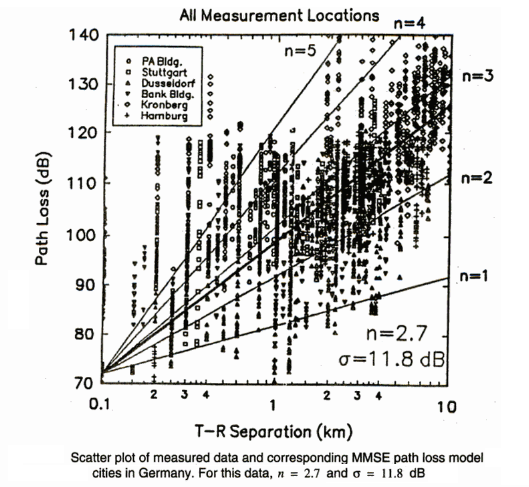 All Measurement Locations
n=4
140
n=5
130
n=3
120
110
n=2
100
90
n=1
80
70
Path Loss (dB)
PA Bldg.
Stuttgart
Dusseldorf
Bank Bldg.
Kronberg
Hamburg
n=2.7
σ=11.8 dB
0.1 2 3 4 1 2 3 4 10
T-R Separation (km)
Scatter plot of measured data and corresponding MMSE path loss model
cities in Germany. For this data, n = 2.7 and σ = 11.8 dB